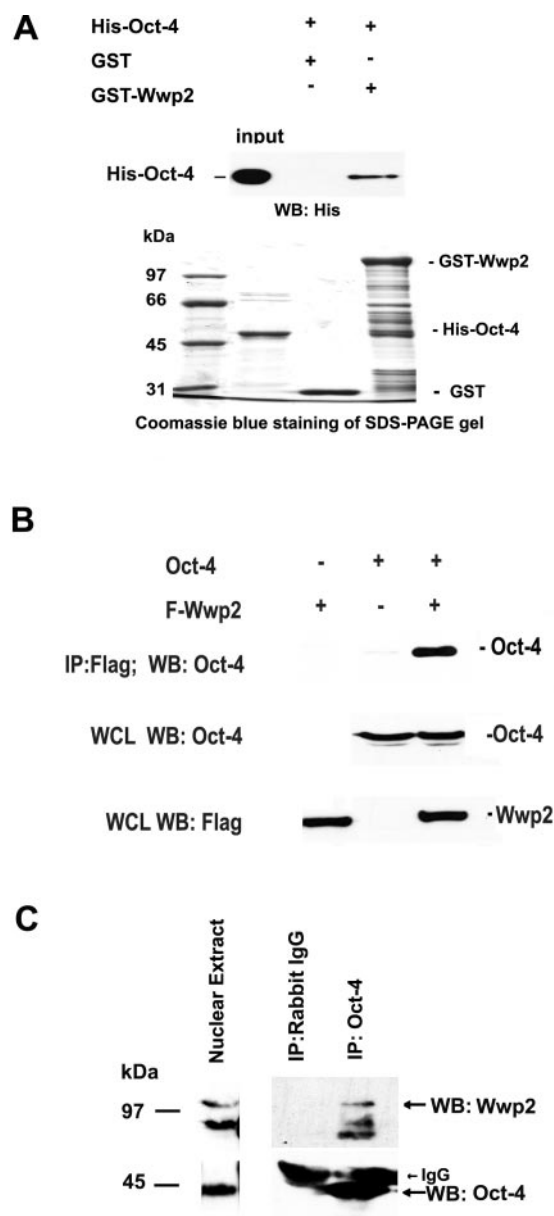 A
His-Oct-4 + +
GST + -
GST-Wwp2 - +
input
His-Oct-4 –
WB: His
kDa
97
66
45
31
- GST-Wwp2
- His-Oct-4
- GST
Coomassie blue staining of SDS-PAGE gel
B
Oct-4 - + +
F-Wwp2 + - +
IP:Flag; WB: Oct-4 - Oct-4
WCL WB: Oct-4 -Oct-4
WCL WB: Flag -Wwp2
C
Nuclear Extract
IP:Rabbit IgG
IP: Oct-4
kDa
97 — ←WB: Wwp2
45 — ←IgG
←WB: Oct-4